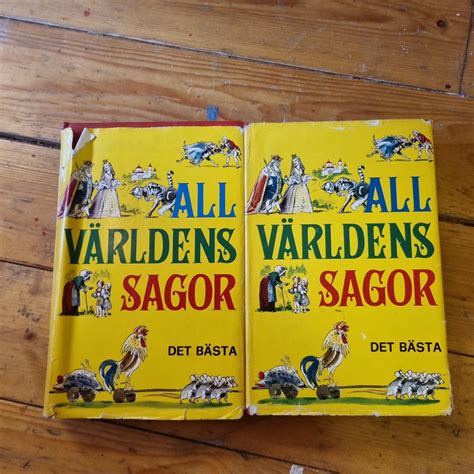 ALL
VÄRLDENS
SAGOR
DET BÄSTA
ALL
VÄRLDENS
SAGOR
DET BÄSTA